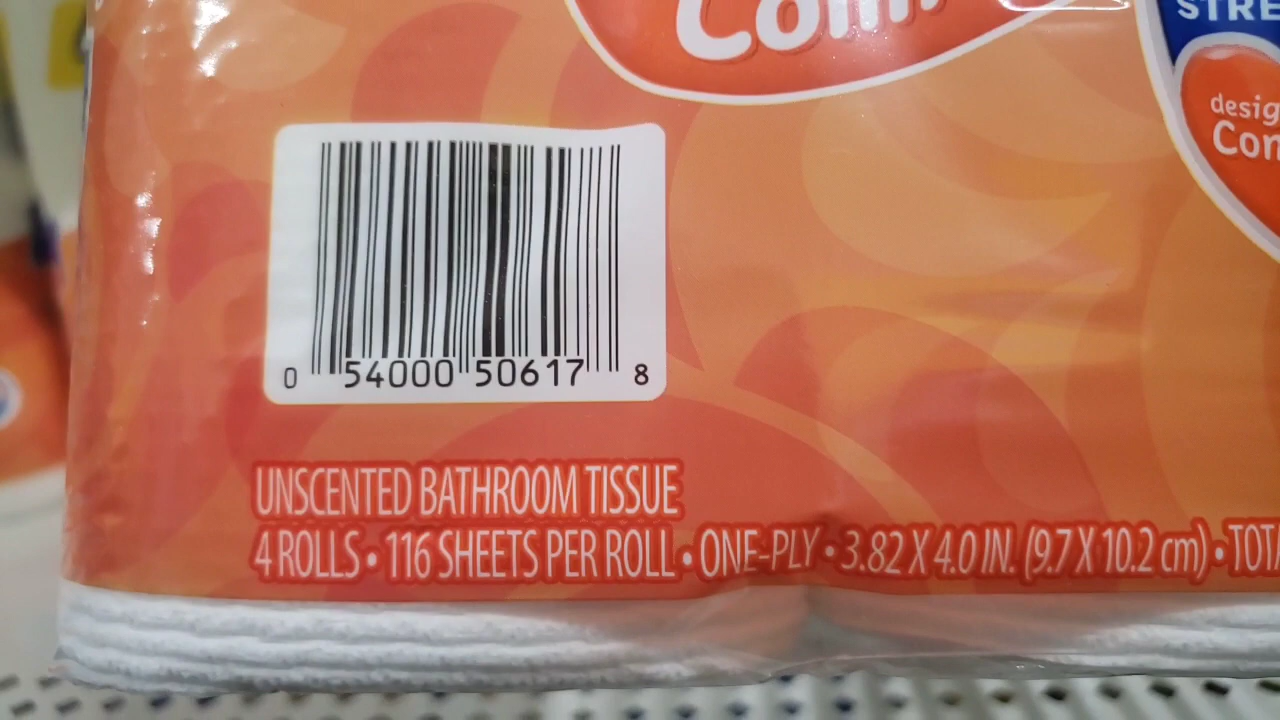 STRE
Com
desig
Con
0 54000 50617 8
UNSCENTED BATHROOM TISSUE
4 ROLLS • 116 SHEETS PER ROLL • ONE-PLY • 3.82 X 4.0 IN. (9.7 X 10.2 cm) • TOTA